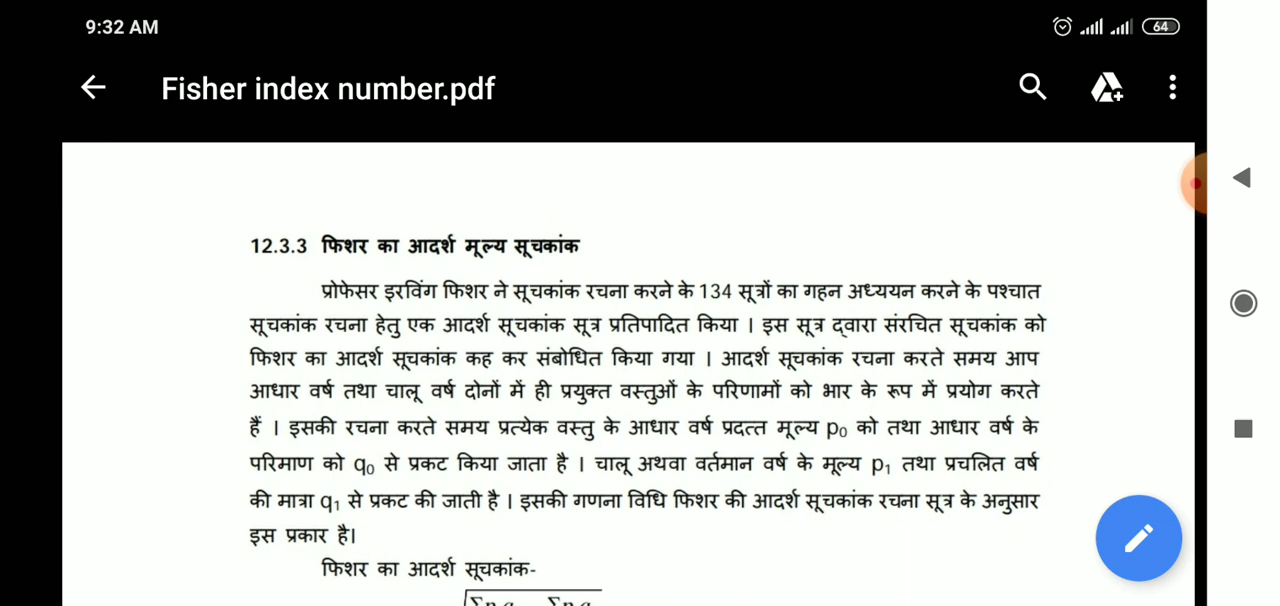 9:32 AM
64
Fisher index number.pdf
12.3.3 फिशर का आदर्श मूल्य सूचकांक
प्रोफेसर इरविंग फिशर ने सूचकांक रचना करने के 134 सूत्रों का गहन अध्ययन करने के पश्चात
सूचकांक रचना हेतु एक आदर्श सूचकांक सूत्र प्रतिपादित किया । इस सूत्र द्वारा संरचित सूचकांक को
फिशर का आदर्श सूचकांक कह कर संबोधित किया गया । आदर्श सूचकांक रचना करते समय आप
आधार वर्ष तथा चालू वर्ष दोनों में ही प्रयुक्त वस्तुओं के परिणामों को भार के रूप में प्रयोग करते
हैं । इसकी रचना करते समय प्रत्येक वस्तु के आधार वर्ष प्रदत्त मूल्य p₀ को तथा आधार वर्ष के
परिमाण को q₀ से प्रकट किया जाता है । चालू अथवा वर्तमान वर्ष के मूल्य p₁ तथा प्रचलित वर्ष
की मात्रा q₁ से प्रकट की जाती है । इसकी गणना विधि फिशर की आदर्श सूचकांक रचना सूत्र के अनुसार
इस प्रकार है।
फिशर का आदर्श सूचकांक-